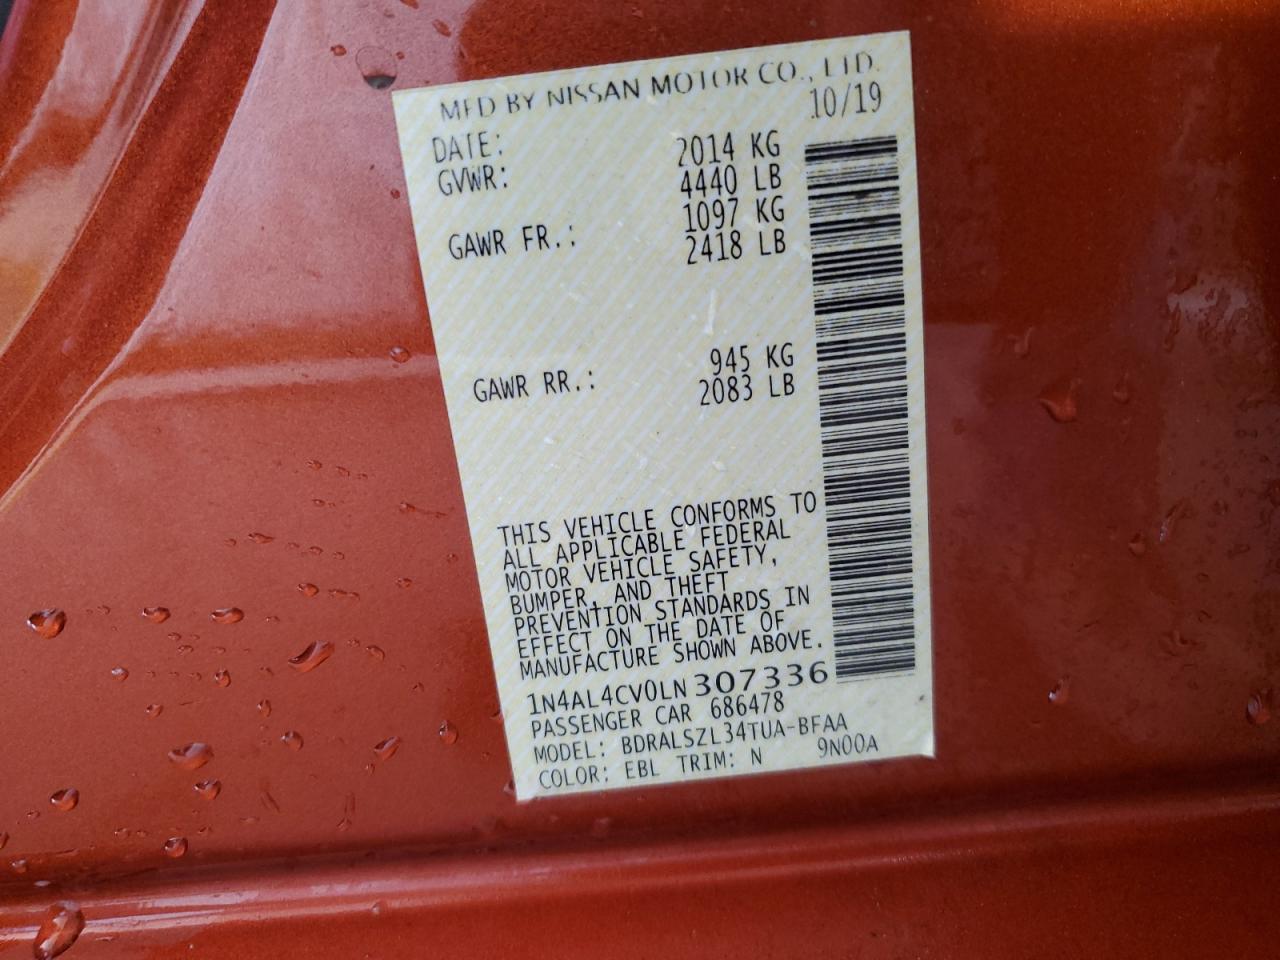 MFD BY NISSAN MOTOR CO., LTD.
DATE: 10/19
GVWR: 2014 KG
4440 LB
GAWR FR.: 1097 KG
2418 LB
GAWR RR.: 945 KG
2083 LB
THIS VEHICLE CONFORMS TO
ALL APPLICABLE FEDERAL
MOTOR VEHICLE SAFETY,
BUMPER, AND THEFT
PREVENTION STANDARDS IN
EFFECT ON THE DATE OF
MANUFACTURE SHOWN ABOVE.
1N4AL4CV0LN307336
PASSENGER CAR 686478
MODEL: BDRALSZL34TUA-BFAA
COLOR: EBL TRIM: N 9N00A